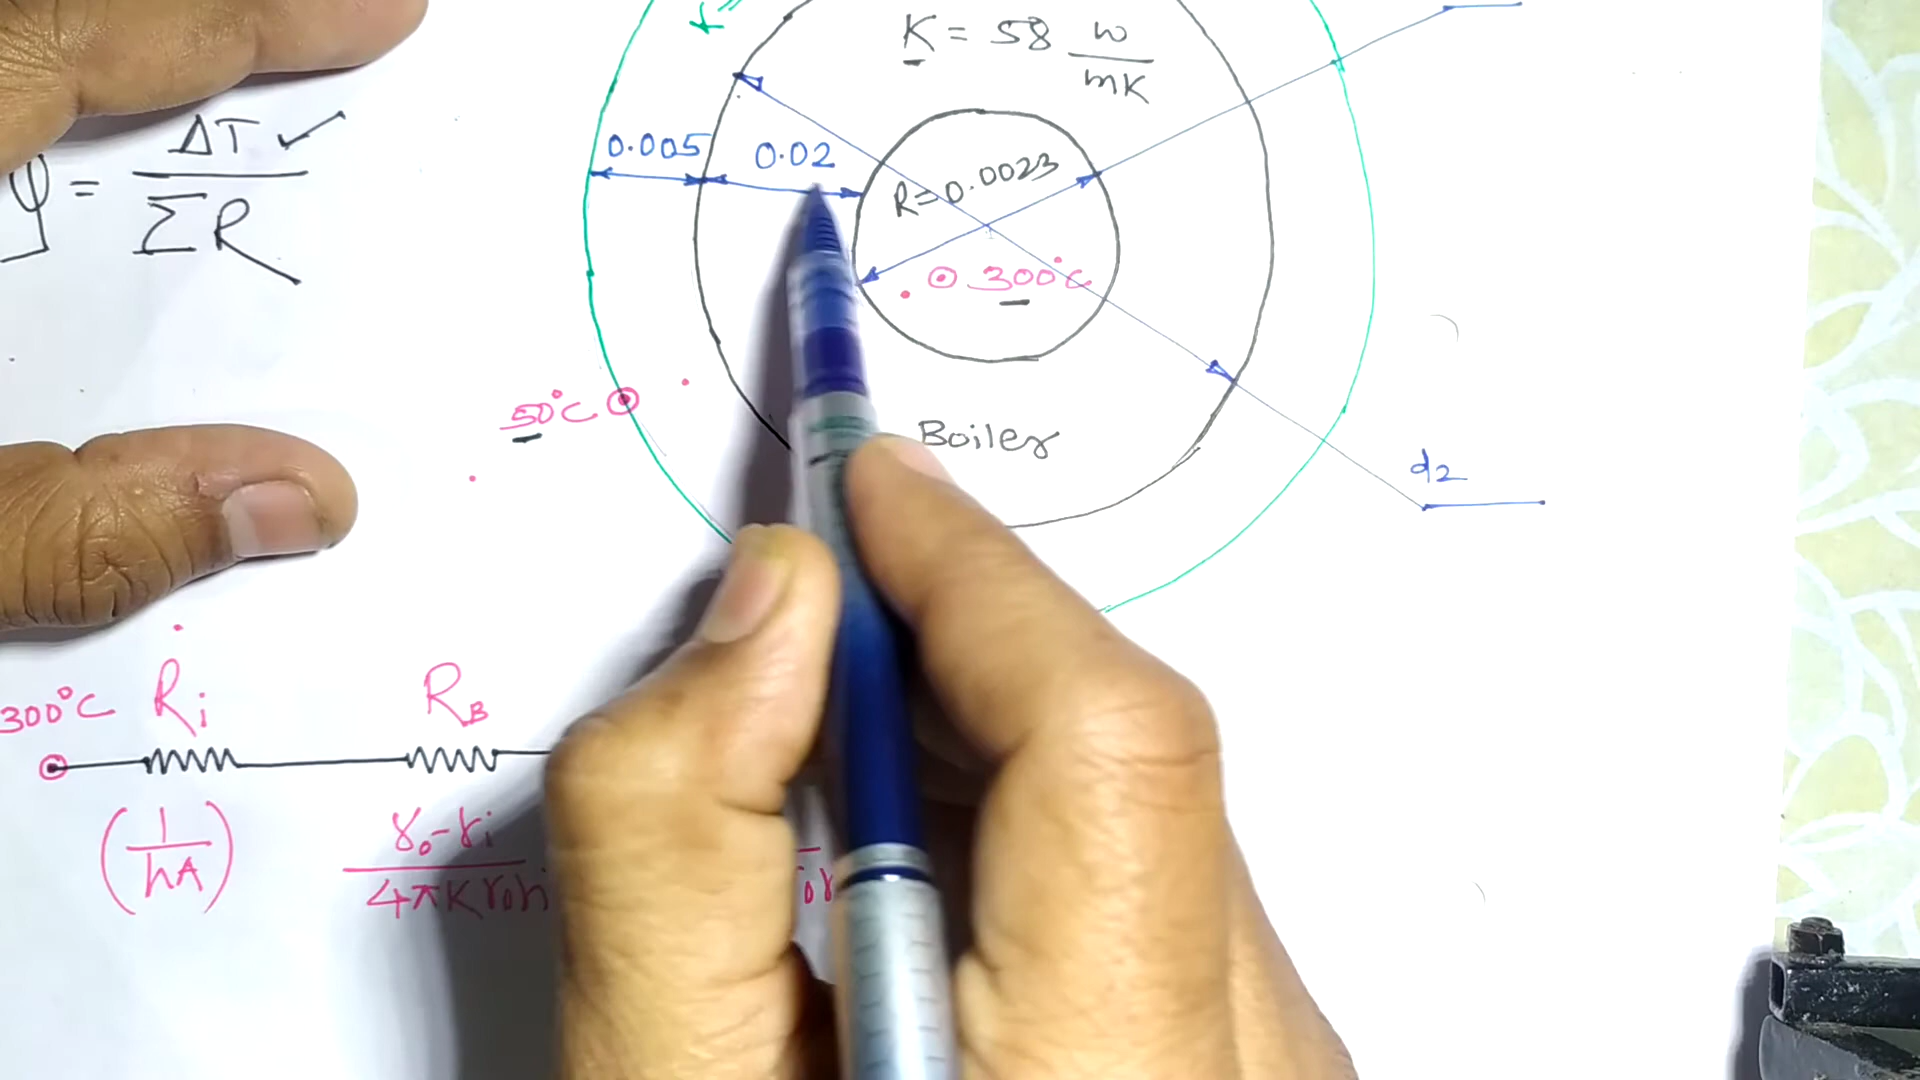 K = 58 w/mK
φ = ΔT ✓ / ΣR
0.005
0.02
R=0.0023
300°C
50°C
Boiler
d2
300°C
Ri
RB
(1/hA)
r0-ri / 4πKr0ri